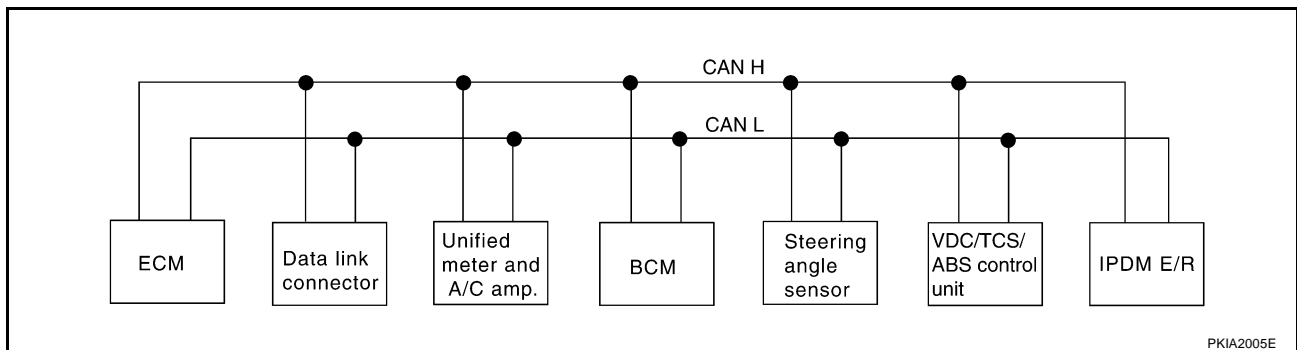 CAN H
CAN L
ECM
Data link
connector
Unified
meter and
A/C amp.
BCM
Steering
angle
sensor
VDC/TCS/
ABS control
unit
IPDM E/R
PKIA2005E